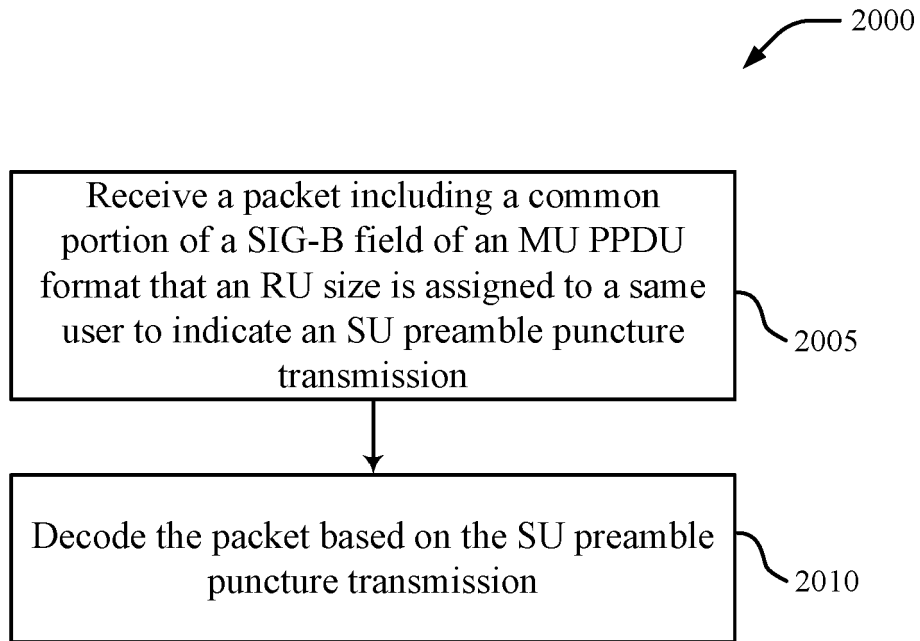 2000
Receive a packet including a common
portion of a SIG-B field of an MU PPDU
format that an RU size is assigned to a same
user to indicate an SU preamble puncture
transmission
2005
Decode the packet based on the SU preamble
puncture transmission
2010